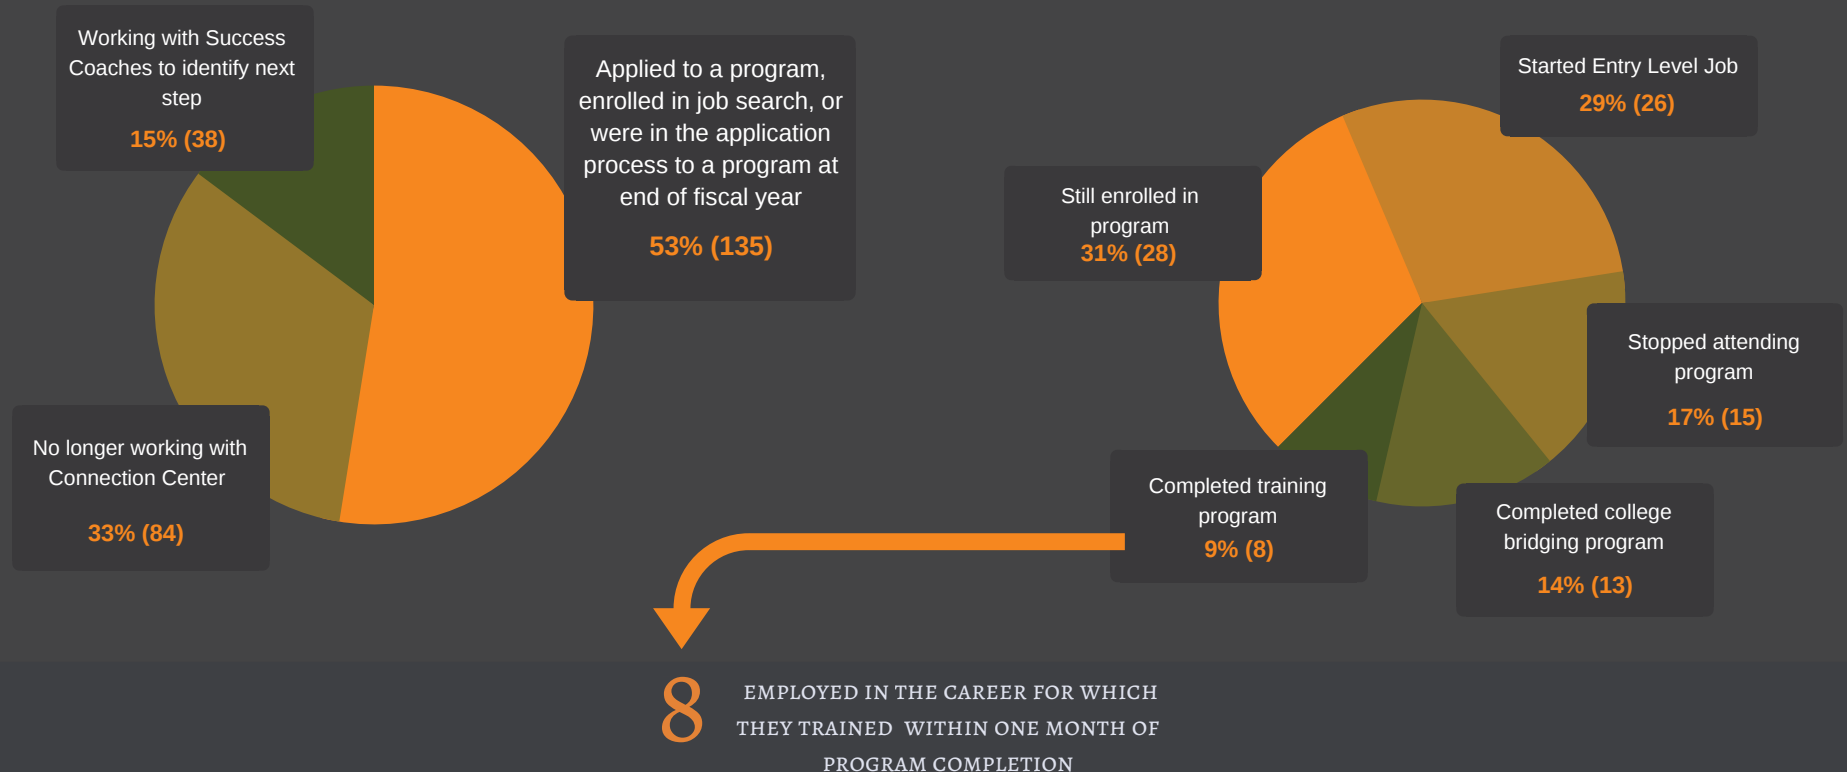 Working with Success
Coaches to identify next
step
15% (38)
Applied to a program,
enrolled in job search, or
were in the application
process to a program at
end of fiscal year
53% (135)
No longer working with
Connection Center
33% (84)
Started Entry Level Job
29% (26)
Still enrolled in
program
31% (28)
Stopped attending
program
17% (15)
Completed training
program
9% (8)
Completed college
bridging program
14% (13)
8
EMPLOYED IN THE CAREER FOR WHICH
THEY TRAINED WITHIN ONE MONTH OF
PROGRAM COMPLETION